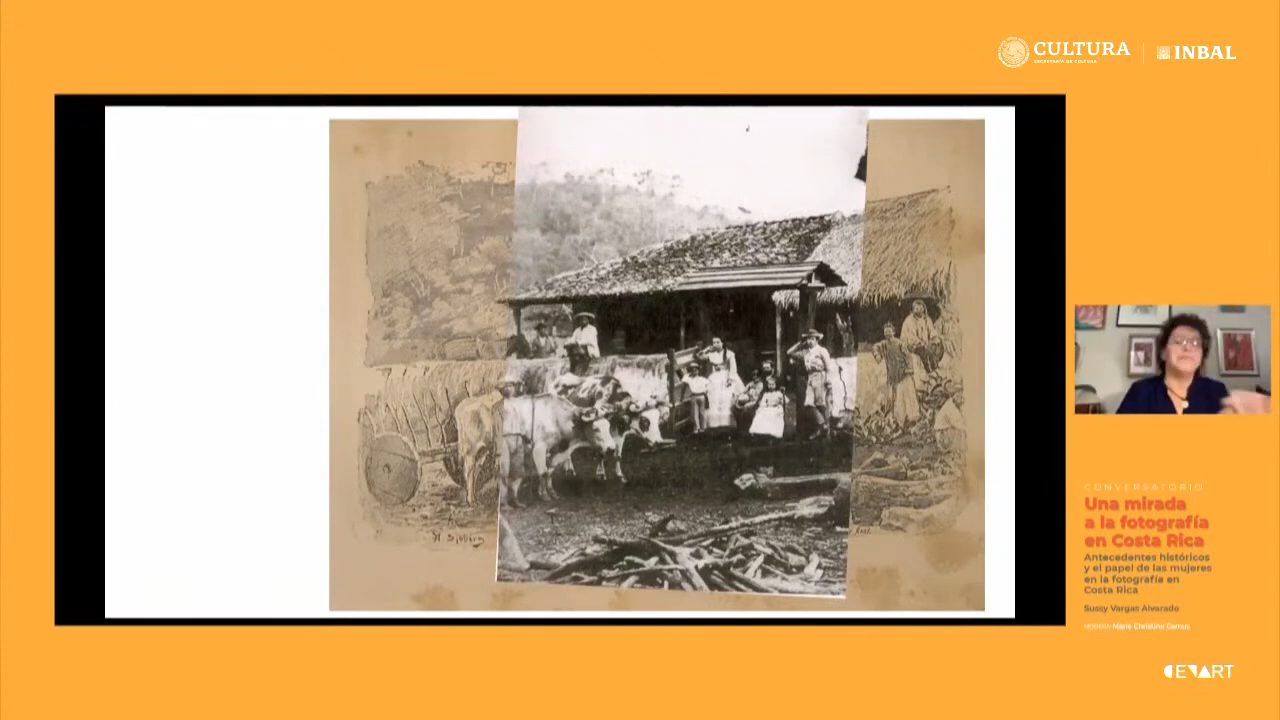 CULTURA
SECRETARÍA DE CULTURA
INBAL
CONVERSATORIO
Una mirada
a la fotografía
en Costa Rica
Antecedentes históricos
y el papel de las mujeres
en la fotografía en
Costa Rica
Sussy Vargas Alvarado
Marie Christine Camus
CENART